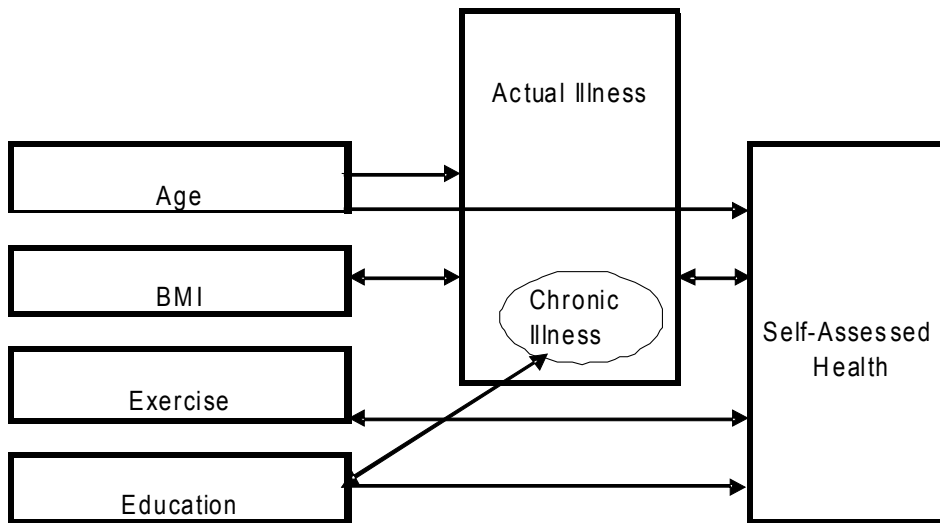 Actual Illness
Age
BMI
Chronic
Illness
Self-Assessed
Health
Exercise
Education